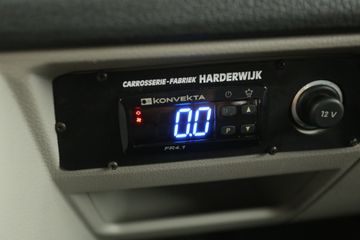 CARROSSERIE-FABRIEK HARDERWIJK
KONVEKTA
0.0
P
FR4.1
12 V